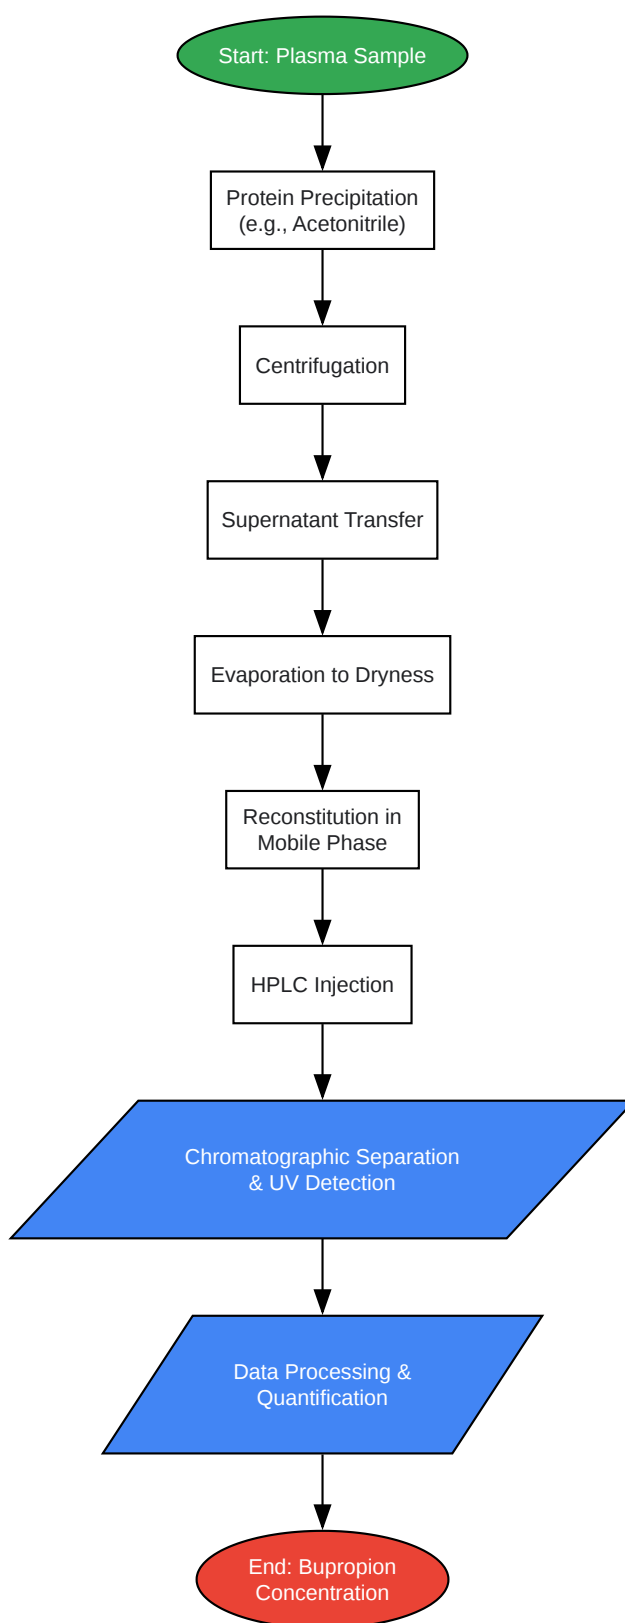 Start: Plasma Sample
Protein Precipitation
(e.g., Acetonitrile)
Centrifugation
Supernatant Transfer
Evaporation to Dryness
Reconstitution in
Mobile Phase
HPLC Injection
Chromatographic Separation
& UV Detection
Data Processing &
Quantification
End: Bupropion
Concentration